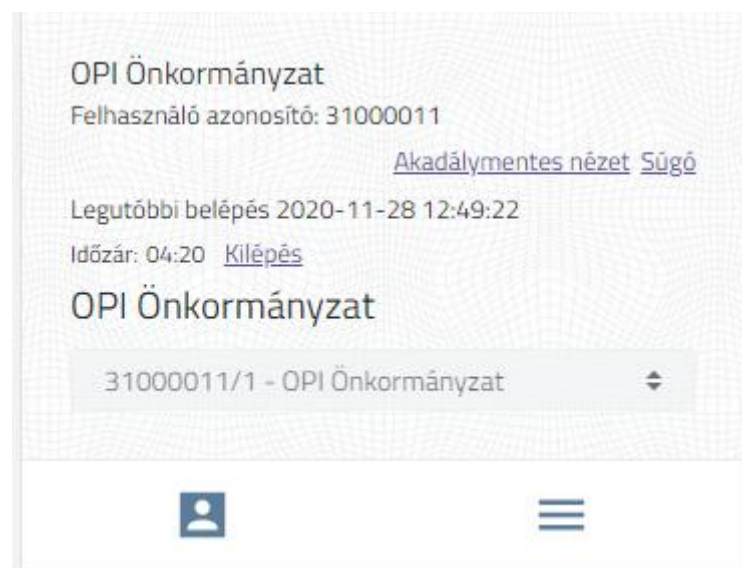 OPI Önkormányzat
Felhasználó azonosító: 31000011
Akadálymentes nézet Súgó
Legutóbbi belépés 2020-11-28 12:49:22
Időzár: 04:20 Kilépés
OPI Önkormányzat
31000011/1 - OPI Önkormányzat